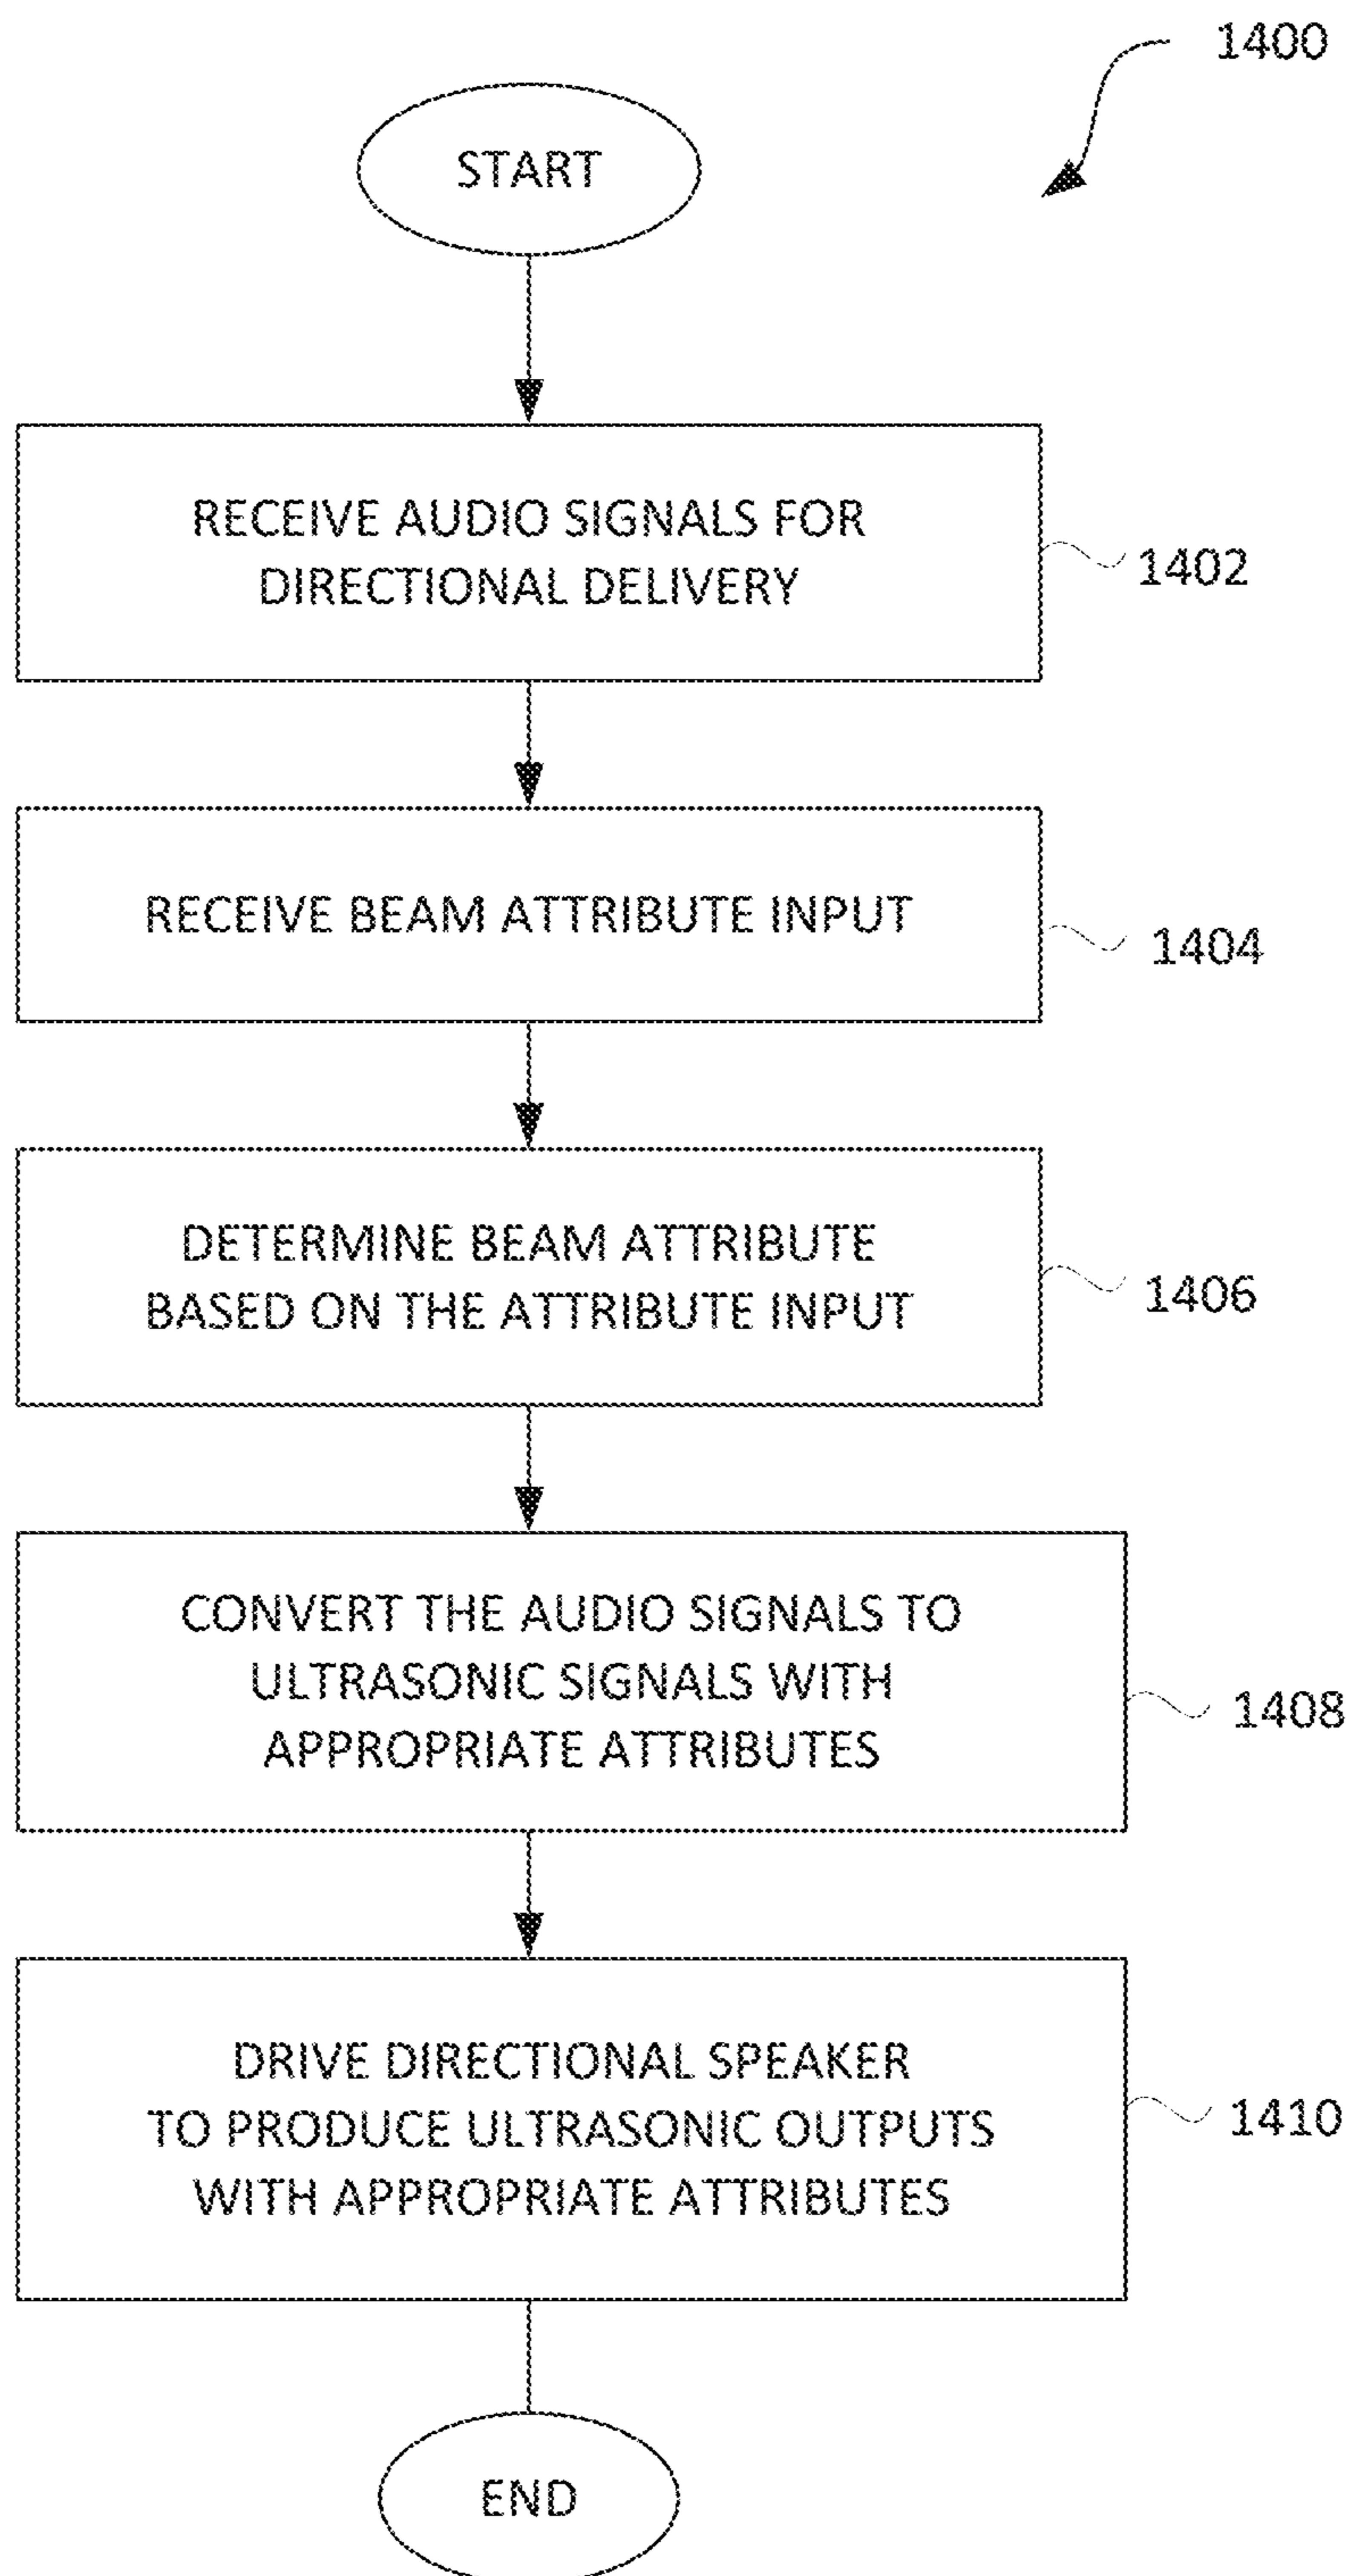 1400
START
RECEIVE AUDIO SIGNALS FOR
DIRECTIONAL DELIVERY
1402
RECEIVE BEAM ATTRIBUTE INPUT
1404
DETERMINE BEAM ATTRIBUTE
BASED ON THE ATTRIBUTE INPUT
1406
CONVERT THE AUDIO SIGNALS TO
ULTRASONIC SIGNALS WITH
APPROPRIATE ATTRIBUTES
1408
DRIVE DIRECTIONAL SPEAKER
TO PRODUCE ULTRASONIC OUTPUTS
WITH APPROPRIATE ATTRIBUTES
1410
END